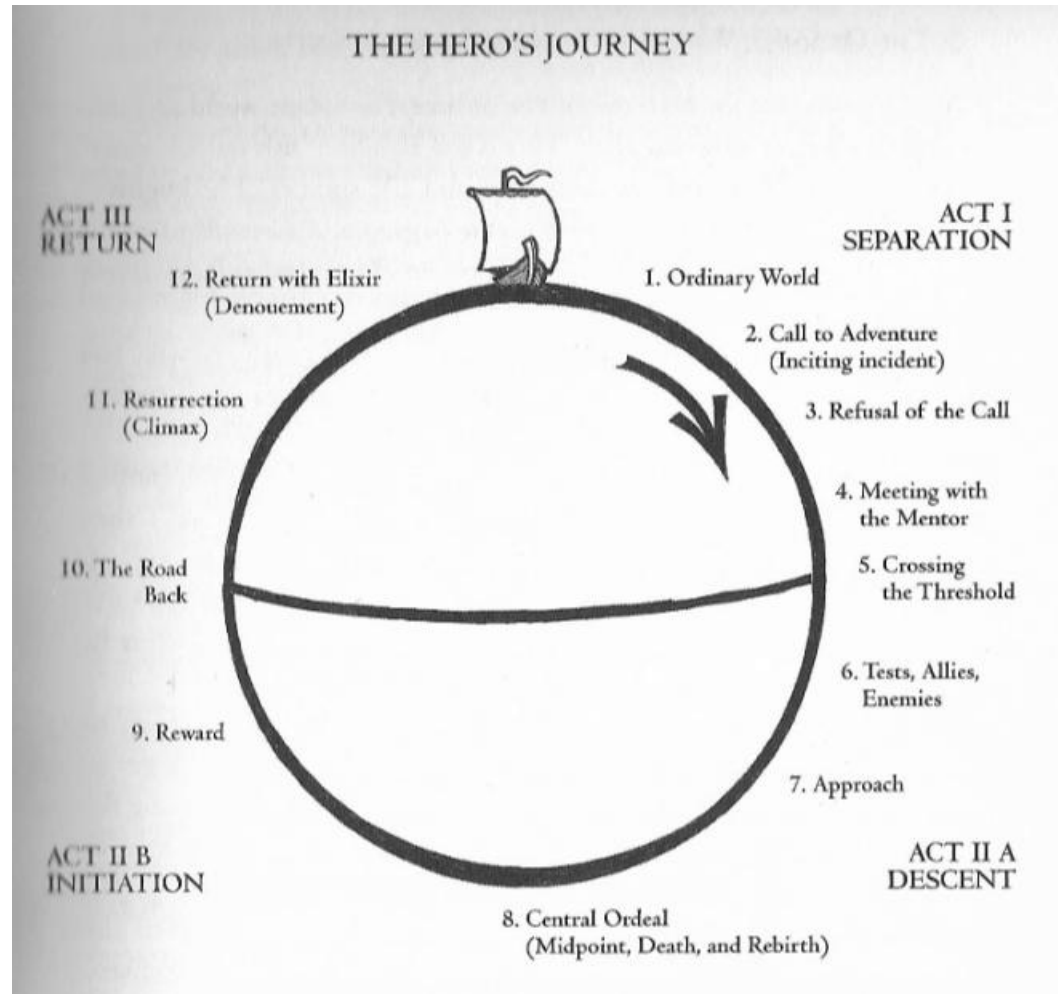 THE HERO'S JOURNEY
ACT III
RETURN
ACT I
SEPARATION
12. Return with Elixir
(Denouement)
1. Ordinary World
2. Call to Adventure
(Inciting incident)
11. Resurrection
(Climax)
3. Refusal of the Call
4. Meeting with
the Mentor
10. The Road
Back
5. Crossing
the Threshold
6. Tests, Allies,
Enemies
9. Reward
7. Approach
ACT II B
INITIATION
ACT II A
DESCENT
8. Central Ordeal
(Midpoint, Death, and Rebirth)